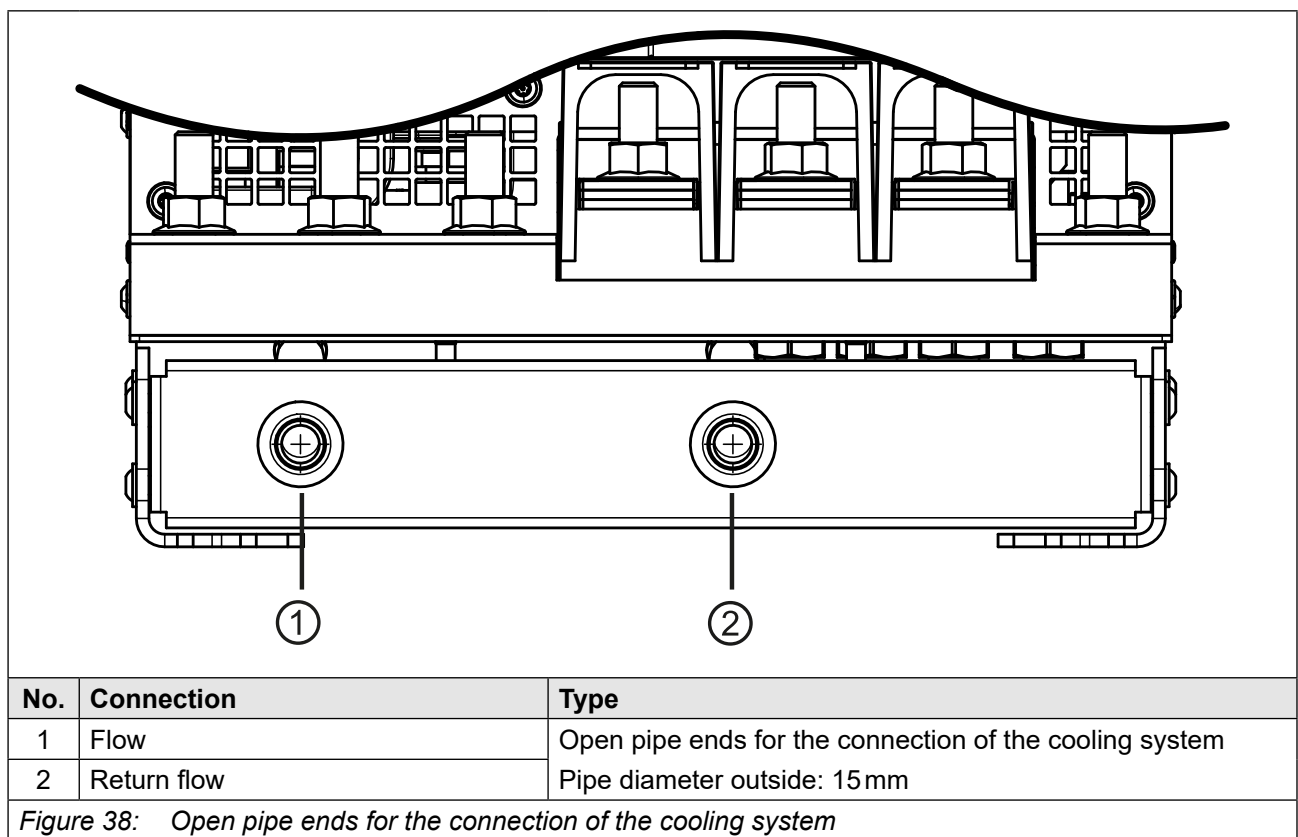 1
2
No. Connection Type
1 Flow Open pipe ends for the connection of the cooling system
2 Return flow Pipe diameter outside: 15 mm
Figure 38: Open pipe ends for the connection of the cooling system